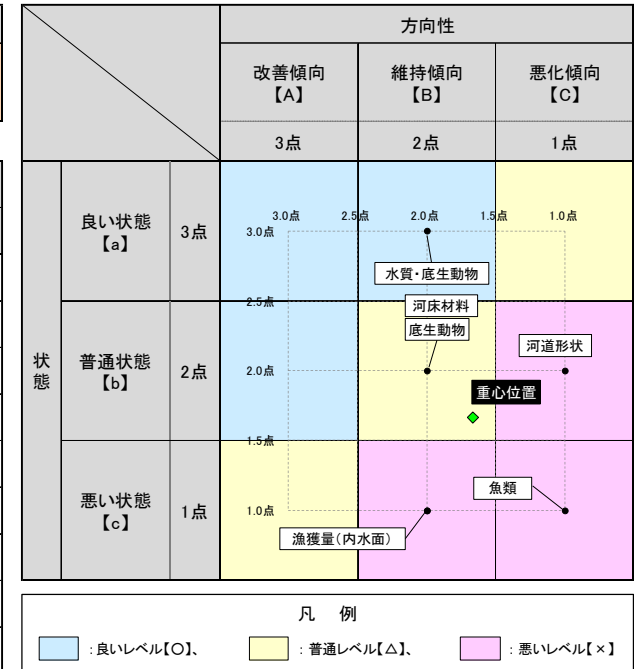 方向性
改善傾向
【A】
維持傾向
【B】
悪化傾向
【C】
3点
2点
1点
状態
良い状態
【a】
3点
3.0点
2.5点
2.0点
1.5点
1.0点
3.0点
水質・底生動物
2.5点
河床材料
底生動物
普通状態
【b】
2点
2.0点
河道形状
重心位置
1.5点
悪い状態
【c】
1点
1.0点
魚類
漁獲量(内水面)
凡 例
:良いレベル【○】、
:普通レベル【△】、
:悪いレベル【×】